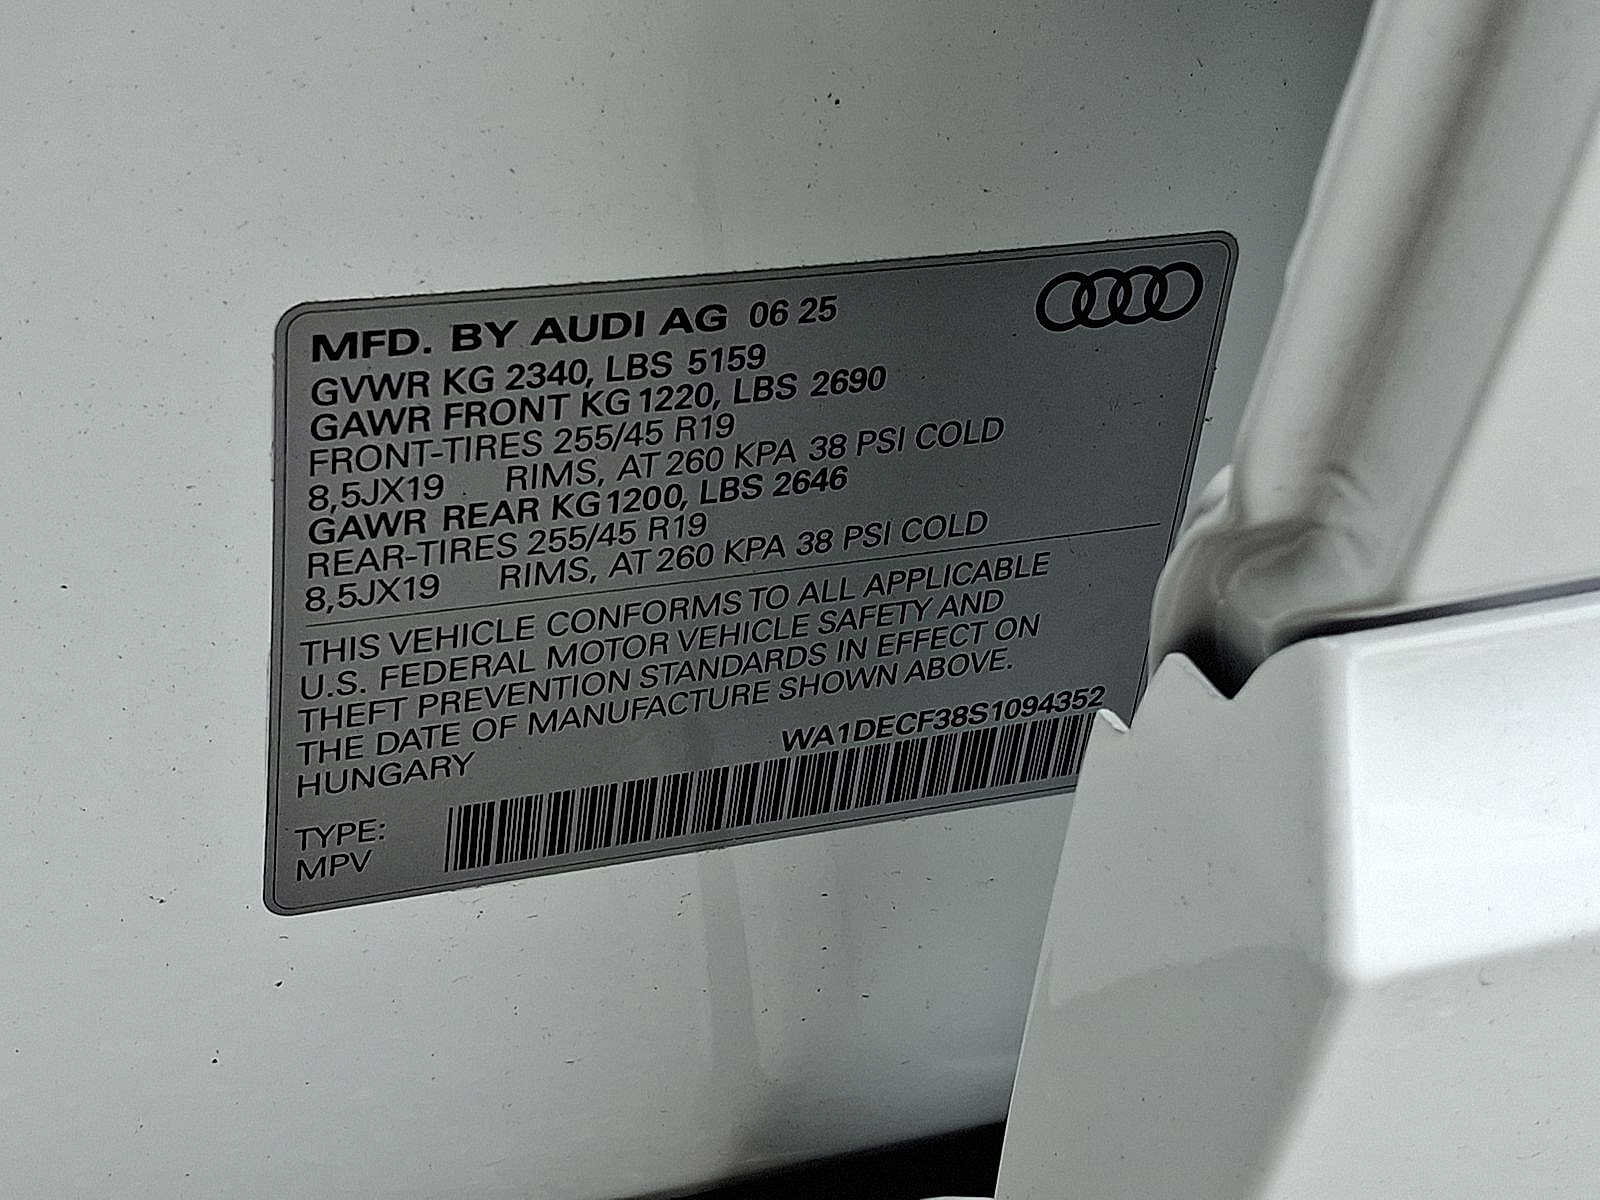 MFD. BY AUDI AG 06 25
GVWR KG 2340, LBS 5159
GAWR FRONT KG 1220, LBS 2690
FRONT-TIRES 255/45 R19
8,5JX19 RIMS, AT 260 KPA 38 PSI COLD
GAWR REAR KG 1200, LBS 2646
REAR-TIRES 255/45 R19
8,5JX19 RIMS, AT 260 KPA 38 PSI COLD
THIS VEHICLE CONFORMS TO ALL APPLICABLE
U.S. FEDERAL MOTOR VEHICLE SAFETY AND
THEFT PREVENTION STANDARDS IN EFFECT ON
THE DATE OF MANUFACTURE SHOWN ABOVE.
HUNGARY
WA1DECF38S1094352
TYPE:
MPV